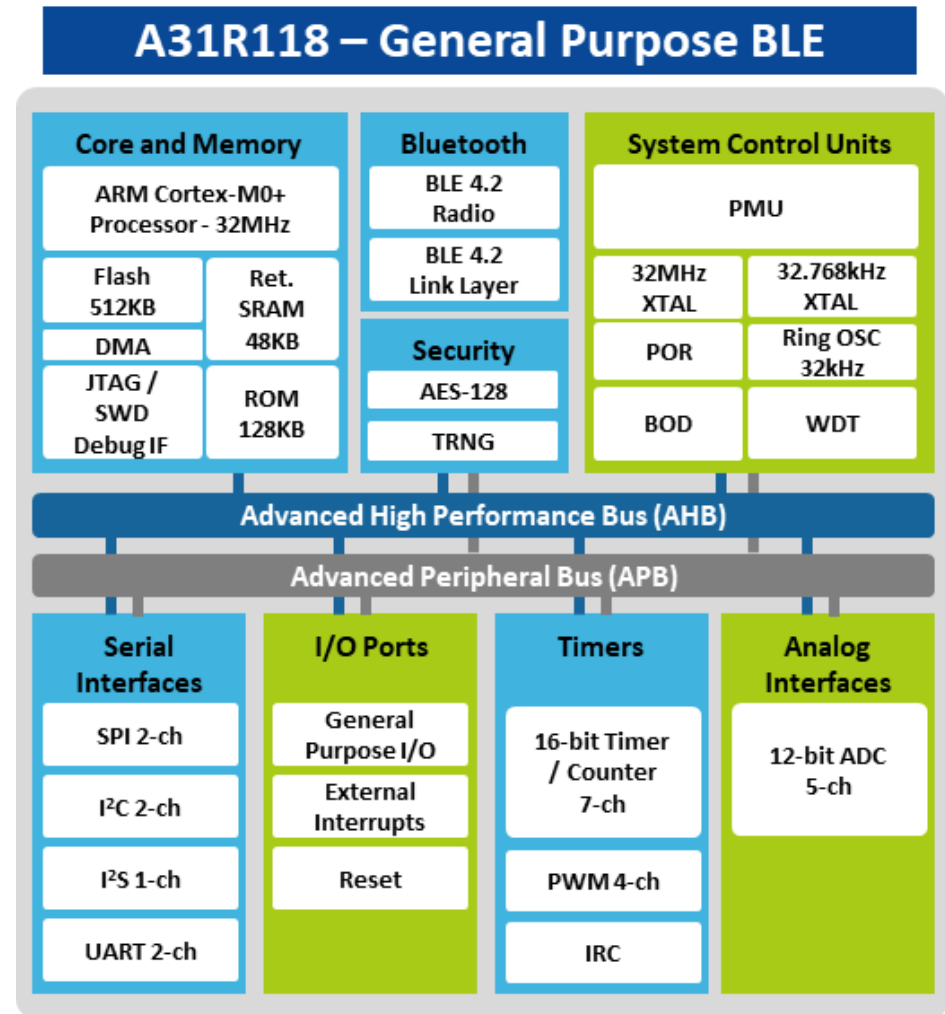 A31R118 – General Purpose BLE
Core and Memory
ARM Cortex-M0+
Processor - 32MHz
Flash
512KB
Ret.
SRAM
48KB
DMA
JTAG /
SWD
Debug IF
ROM
128KB
Bluetooth
BLE 4.2
Radio
BLE 4.2
Link Layer
Security
AES-128
TRNG
System Control Units
PMU
32MHz
XTAL
32.768kHz
XTAL
POR
Ring OSC
32kHz
BOD
WDT
Advanced High Performance Bus (AHB)
Advanced Peripheral Bus (APB)
Serial
Interfaces
SPI 2-ch
I²C 2-ch
I²S 1-ch
UART 2-ch
I/O Ports
General
Purpose I/O
External
Interrupts
Reset
Timers
16-bit Timer
/ Counter
7-ch
PWM 4-ch
IRC
Analog
Interfaces
12-bit ADC
5-ch